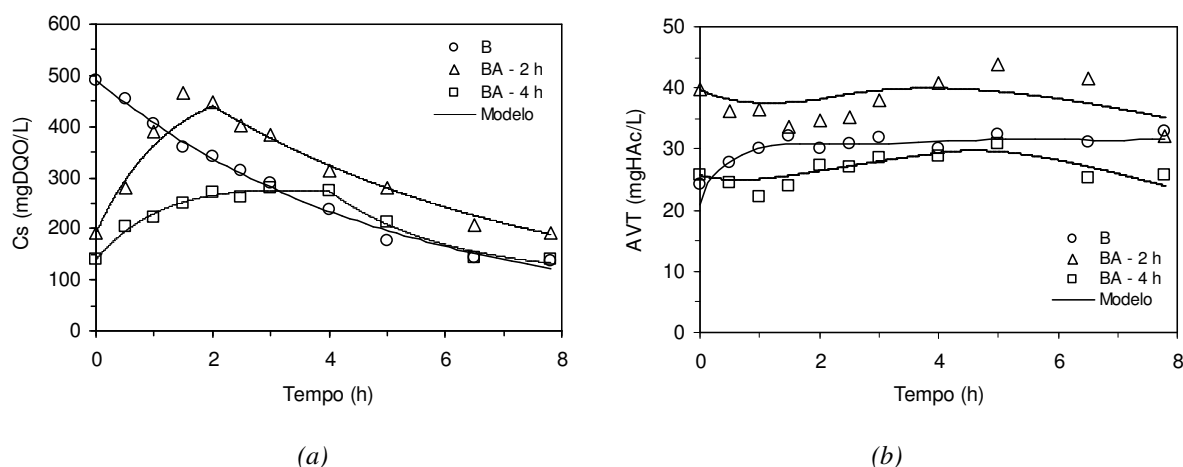 600
500
400
300
200
100
0
0 2 4 6 8
Cs (mgDQO/L)
Tempo (h)
B
BA - 2 h
BA - 4 h
Modelo
(a)
50
40
30
20
10
0
0 2 4 6 8
AVT (mgHAc/L)
Tempo (h)
B
BA - 2 h
BA - 4 h
Modelo
(b)